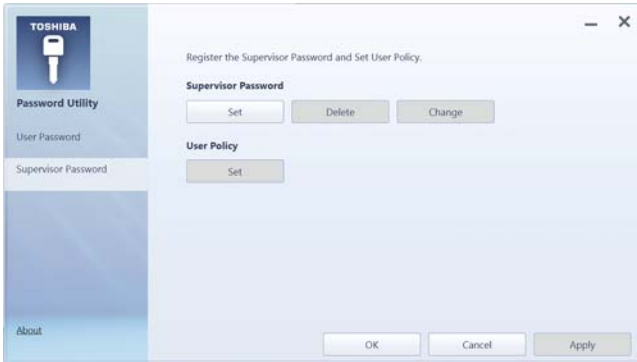 TOSHIBA
Password Utility
User Password
Supervisor Password
About
Register the Supervisor Password and Set User Policy.
Supervisor Password
Set Delete Change
User Policy
Set
OK Cancel Apply